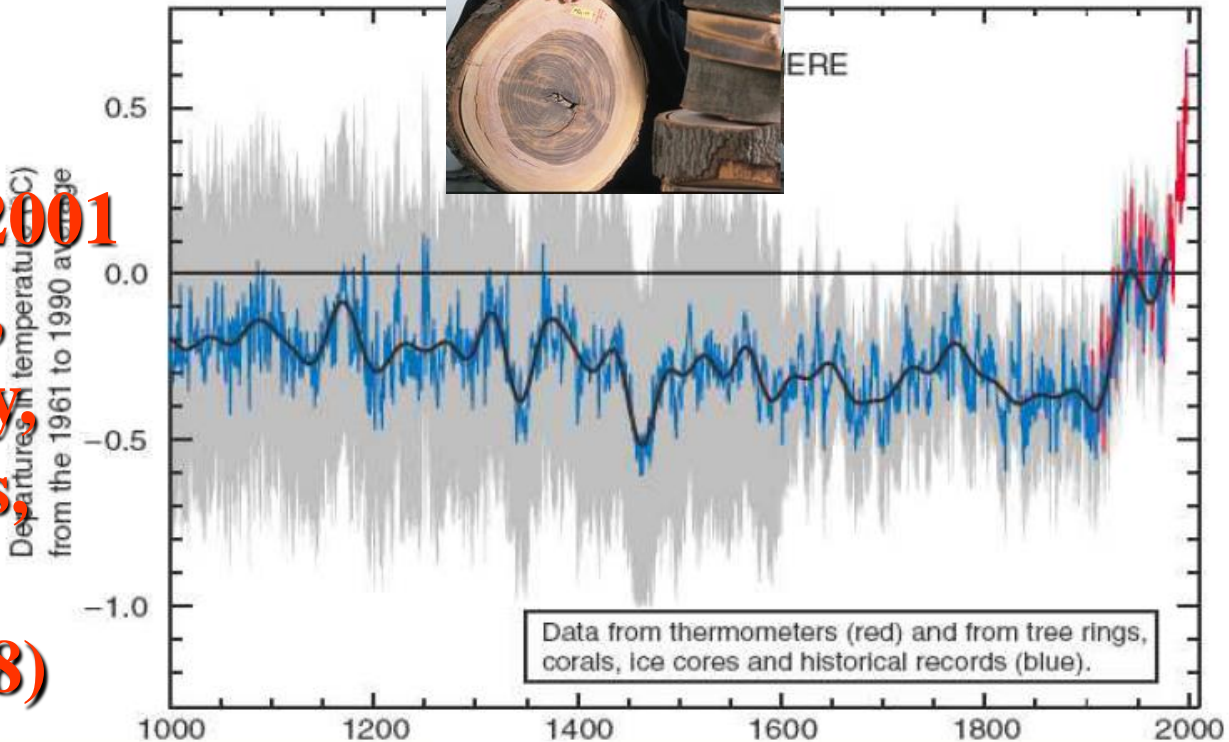 ERE
0.5
2001
0.0
y,
−0.5
s,
−1.0
8)
Departures in temperature (°C)
from the 1961 to 1990 average
Data from thermometers (red) and from tree rings,
corals, ice cores and historical records (blue).
1000 1200 1400 1600 1800 2000